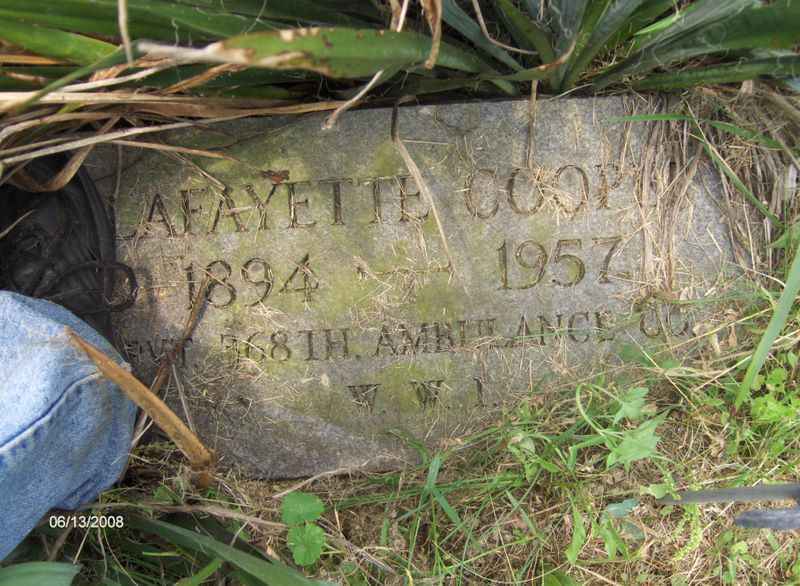 LAFAYETTE COOP
1894 — 1957
PVT. 368TH. AMBULANCE CO.
W. W. I
06/13/2008